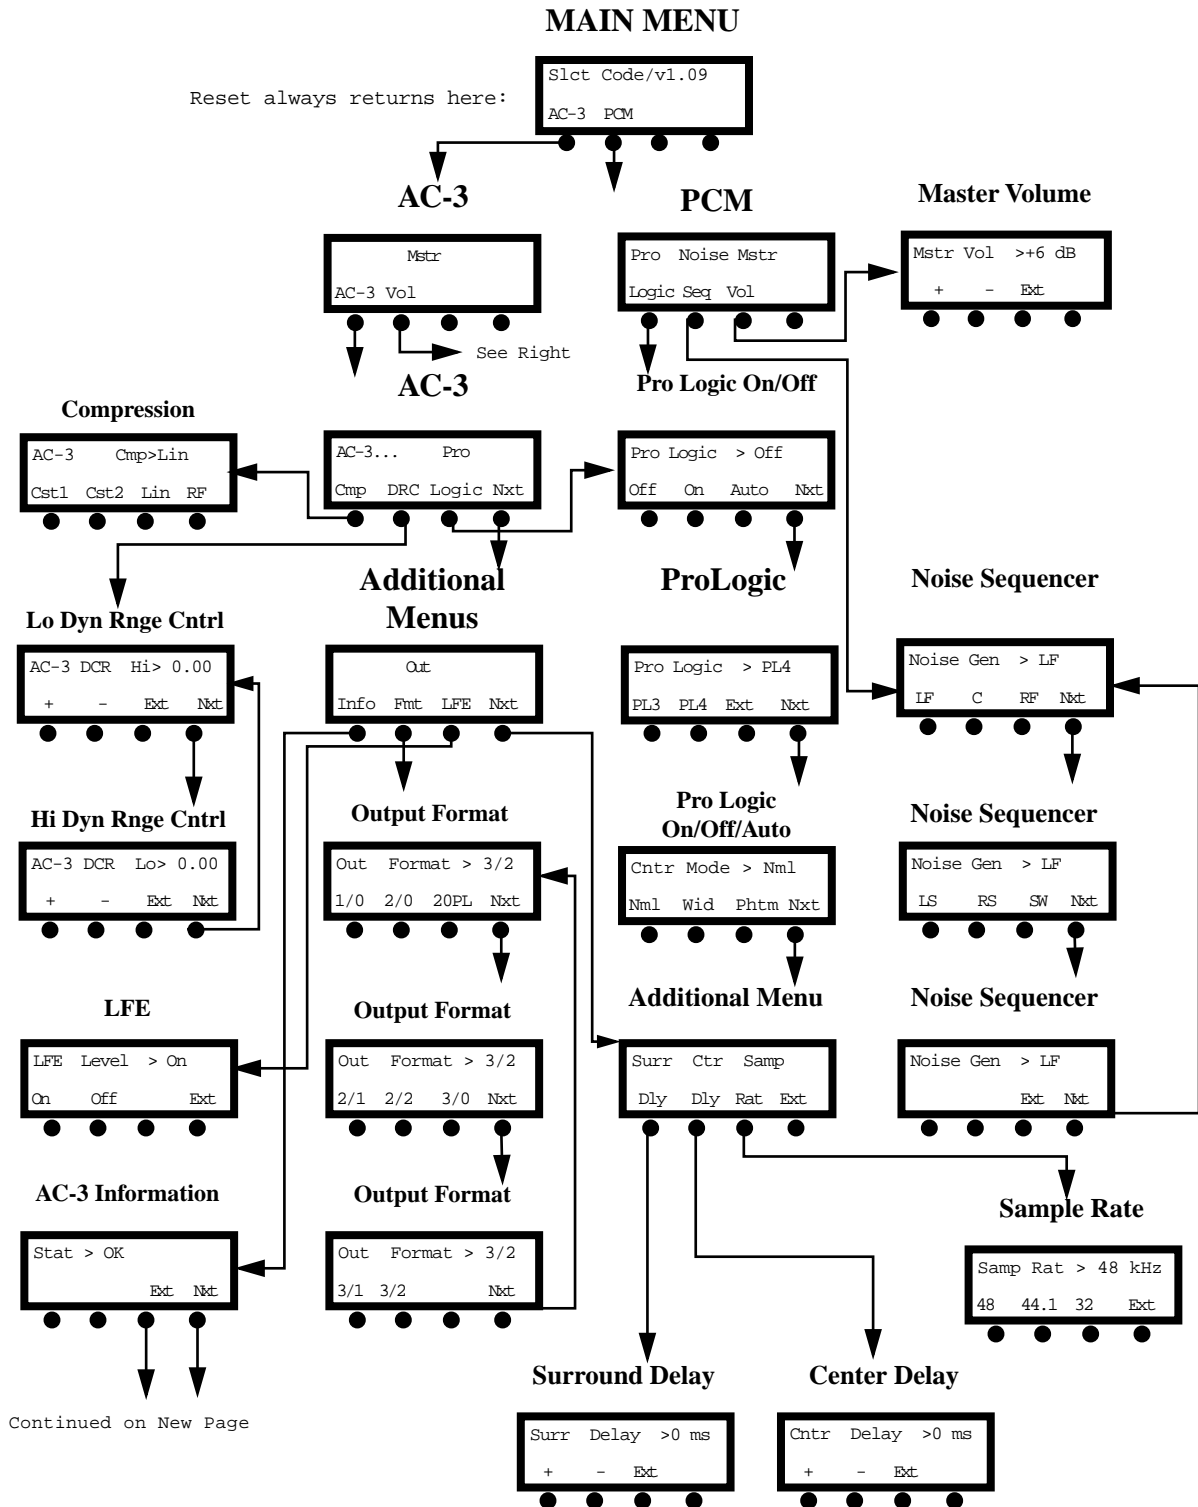 MAIN MENU
Slct Code/v1.09
Reset always returns here:
AC-3 PCM
AC-3
PCM
Master Volume
Mstr
AC-3 Vol
Pro Noise Mstr
Logic Seq Vol
Mstr Vol >+6 dB
+ - Ext
See Right
AC-3
Pro Logic On/Off
Compression
AC-3 Cmp>Lin
Cst1 Cst2 Lin RF
AC-3... Pro
Cmp DRC Logic Nxt
Pro Logic > Off
Off On Auto Nxt
Additional
Menus
ProLogic
Noise Sequencer
Lo Dyn Rnge Cntrl
AC-3 DCR Hi> 0.00
+ - Ext Nxt
Out
Info Fmt LFE Nxt
Pro Logic > PL4
PL3 PL4 Ext Nxt
Noise Gen > LF
LF C RF Nxt
Hi Dyn Rnge Cntrl
AC-3 DCR Lo> 0.00
+ - Ext Nxt
Output Format
Out Format > 3/2
1/0 2/0 20PL Nxt
Pro Logic
On/Off/Auto
Cntr Mode > Nml
Nml Wid Phtm Nxt
Noise Sequencer
Noise Gen > LF
LS RS SW Nxt
LFE
LFE Level > On
On Off Ext
Output Format
Out Format > 3/2
2/1 2/2 3/0 Nxt
Additional Menu
Surr Ctr Samp
Dly Dly Rat Ext
Noise Sequencer
Noise Gen > LF
Ext Nxt
AC-3 Information
Stat > OK
Ext Nxt
Output Format
Out Format > 3/2
3/1 3/2 Nxt
Sample Rate
Samp Rat > 48 kHz
48 44.1 32 Ext
Continued on New Page
Surround Delay
Surr Delay >0 ms
+ - Ext
Center Delay
Cntr Delay >0 ms
+ - Ext